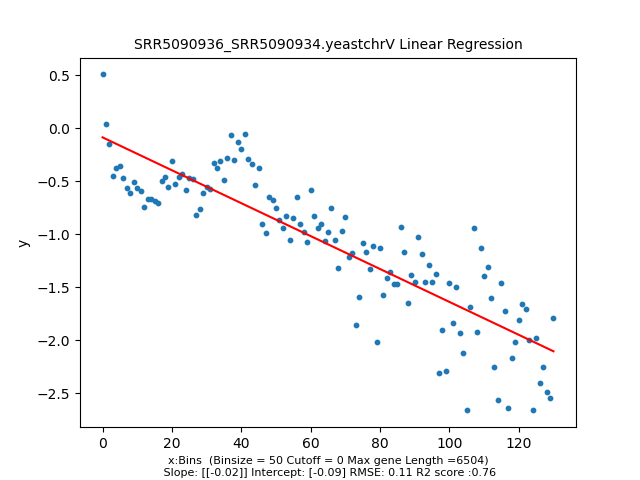 SRR5090936_SRR5090934.yeastchrV Linear Regression
0.5
0.0
−0.5
−1.0
−1.5
−2.0
−2.5
y
0 20 40 60 80 100 120
x:Bins (Binsize = 50 Cutoff = 0 Max gene Length =6504)
Slope: [[-0.02]] Intercept: [-0.09] RMSE: 0.11 R2 score :0.76